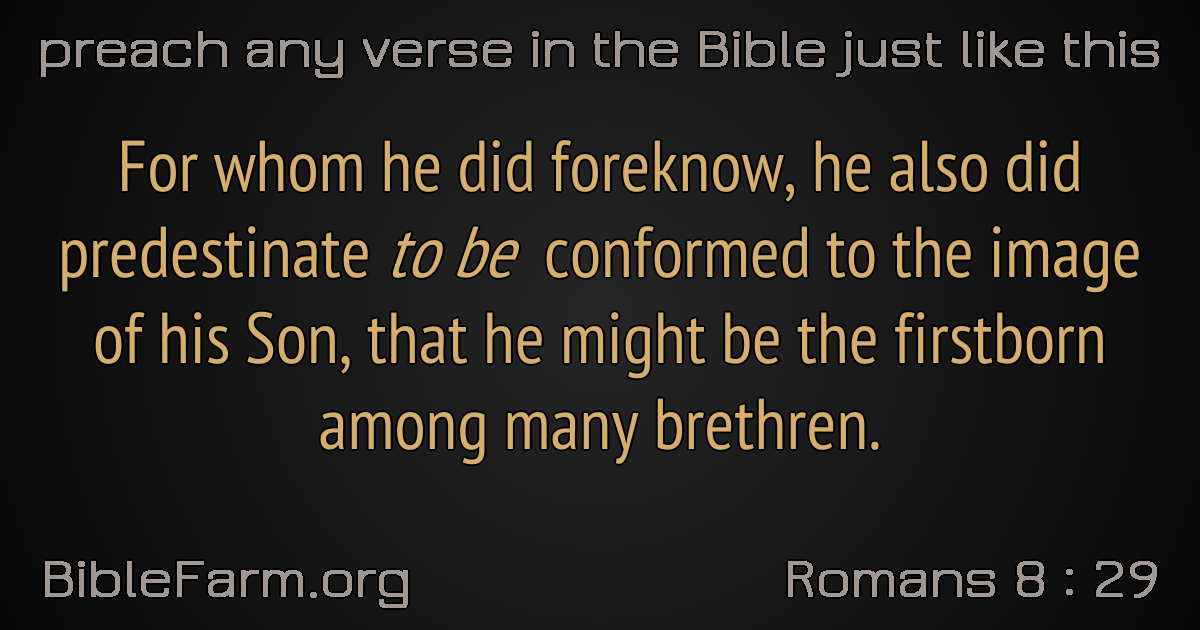 preach any verse in the Bible just like this
For whom he did foreknow, he also did
predestinate to be conformed to the image
of his Son, that he might be the firstborn
among many brethren.
BibleFarm.org
Romans 8 : 29